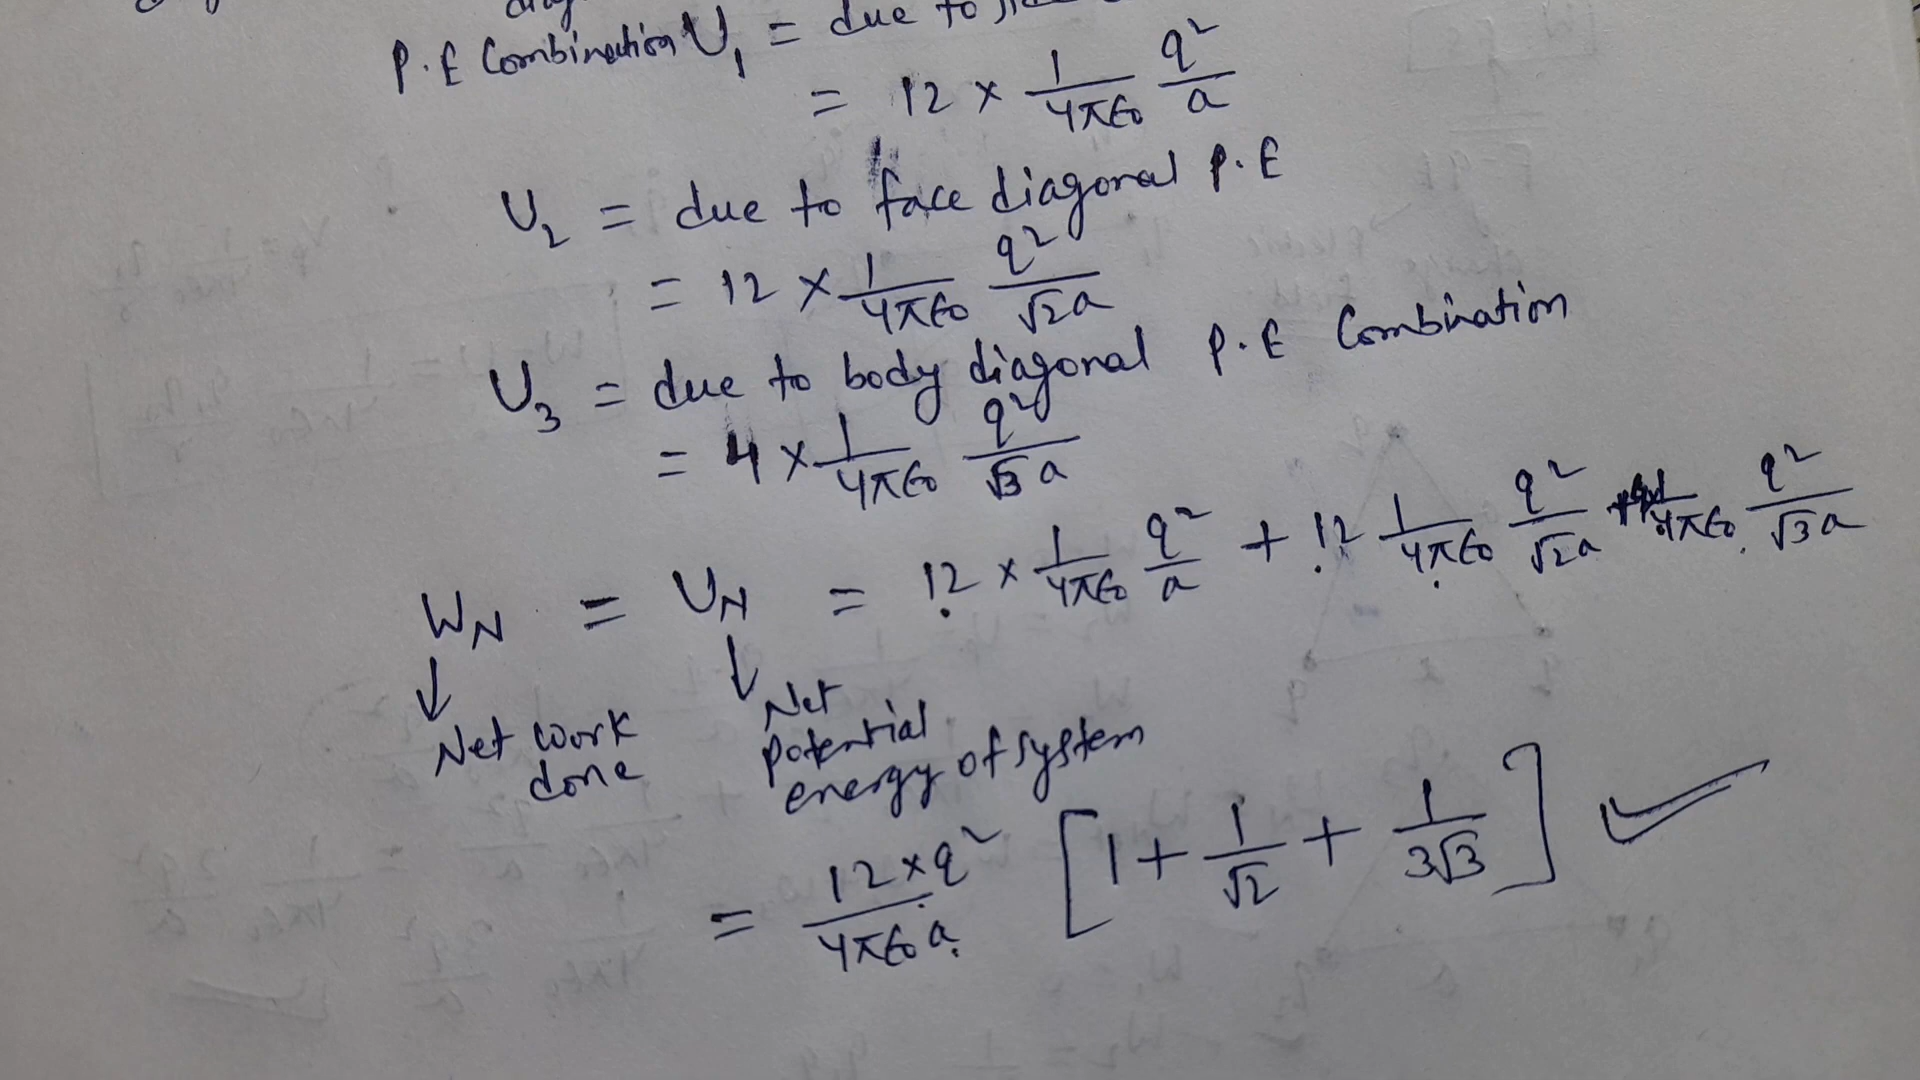 P.E Combination U₁ = due to
= 12 × 1/4πε₀ q²/a
U₂ = due to face diagonal P.E
= 12 × 1/4πε₀ q²/√2a
U₃ = due to body diagonal P.E Combination
= 4 × 1/4πε₀ q²/√3a
W_N = U_N = 12 × 1/4πε₀ q²/a + 12 1/4πε₀ q²/√2a + 4×1/4πε₀ q²/√3a
↓ ↓
Net work done
Net potential energy of system
= 12×q²/4πε₀a [1 + 1/√2 + 1/3√3] ✓